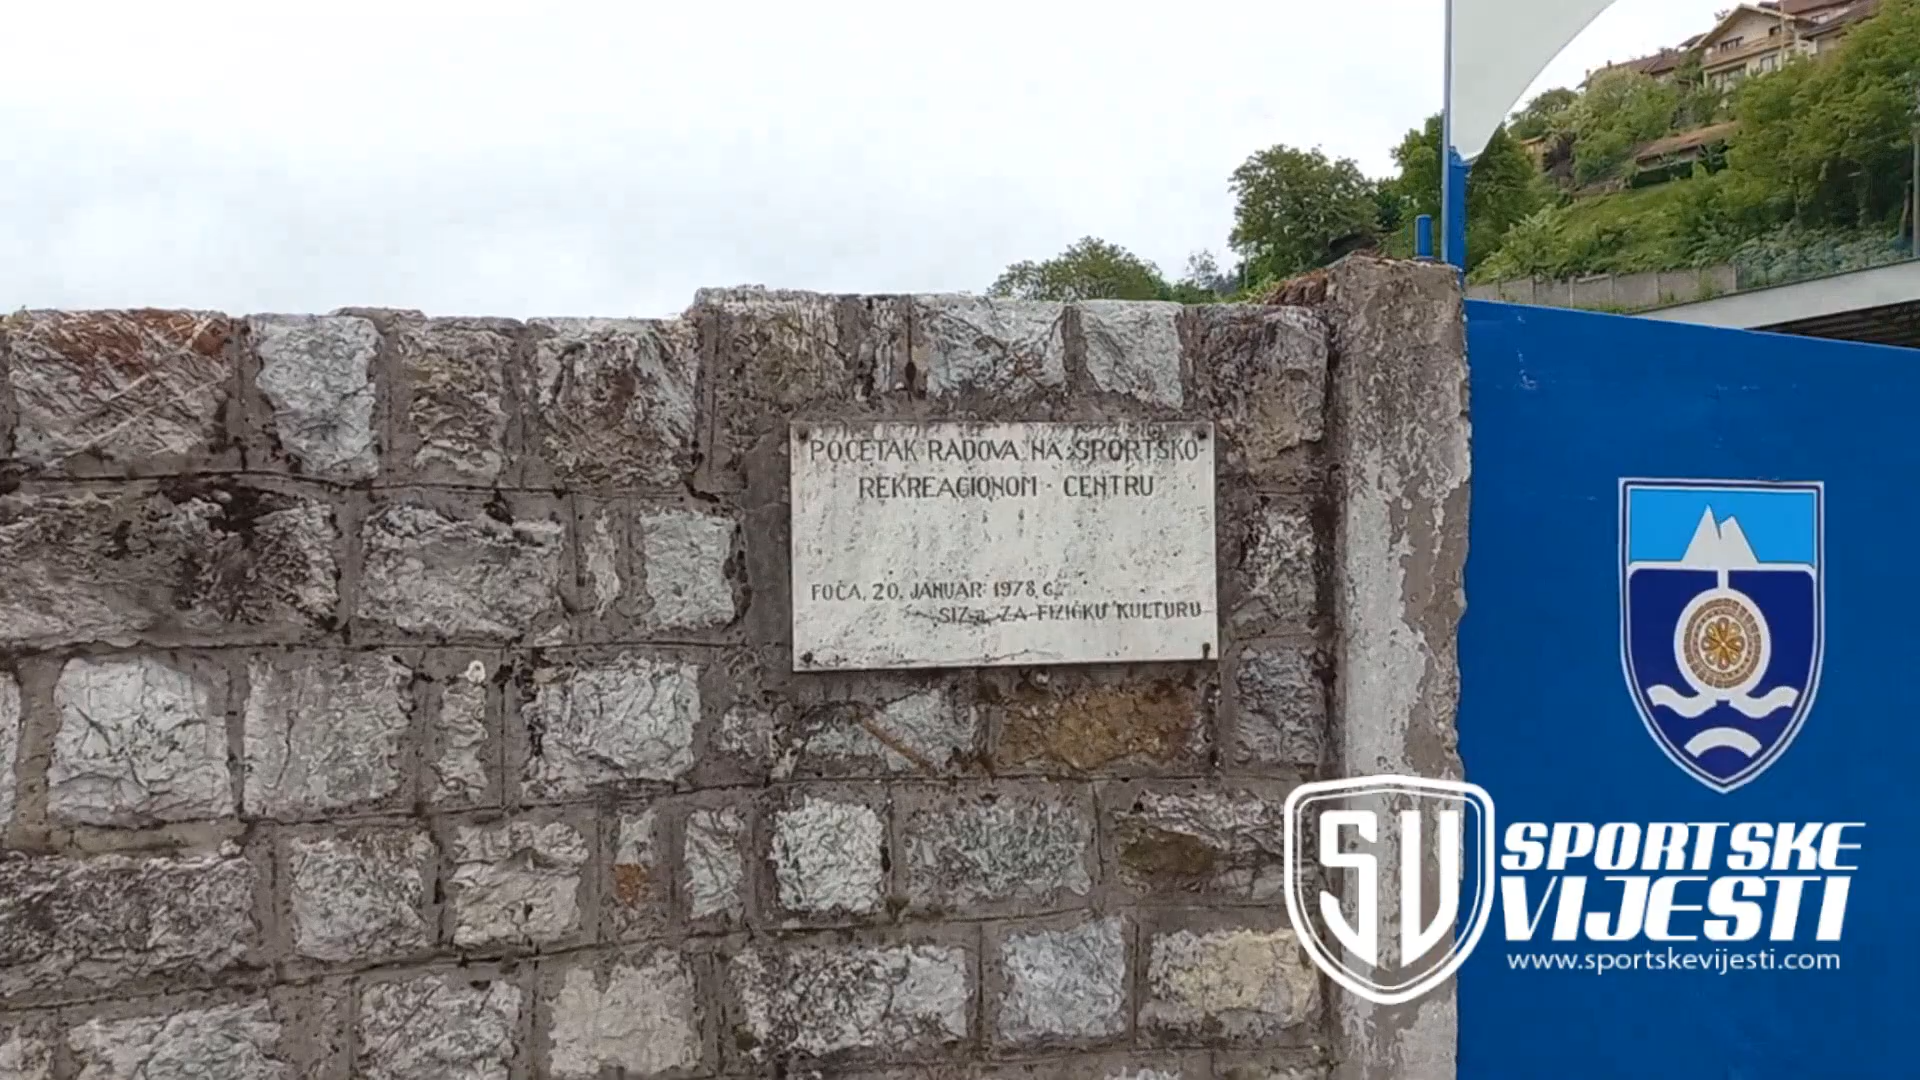 POČETAK RADOVA NA SPORTSKO-
REKREACIONOM CENTRU
FOČA, 20. JANUAR 1978, G.
SIZ-a ZA FIZIČKU KULTURU
SV
SPORTSKE
VIJESTI
www.sportskevijesti.com